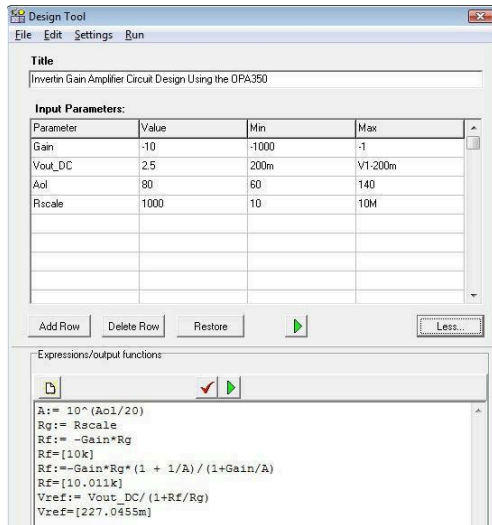 Design Tool
File Edit Settings Run
Title
Invertin Gain Amplifier Circuit Design Using the OPA350
Input Parameters:
Parameter Value Min Max
Gain -10 -1000 -1
Vout_DC 2.5 200m V1-200m
Aol 80 60 140
Rscale 1000 10 10M
Add Row Delete Row Restore Less...
Expressions/output functions
A:= 10^(Aol/20)
Rg:= Rscale
Rf:= -Gain*Rg
Rf=[10k]
Rf:=-Gain*Rg*(1 + 1/A)/(1+Gain/A)
Rf=[10.011k]
Vref:= Vout_DC/(1+Rf/Rg)
Vref=[227.0455m]